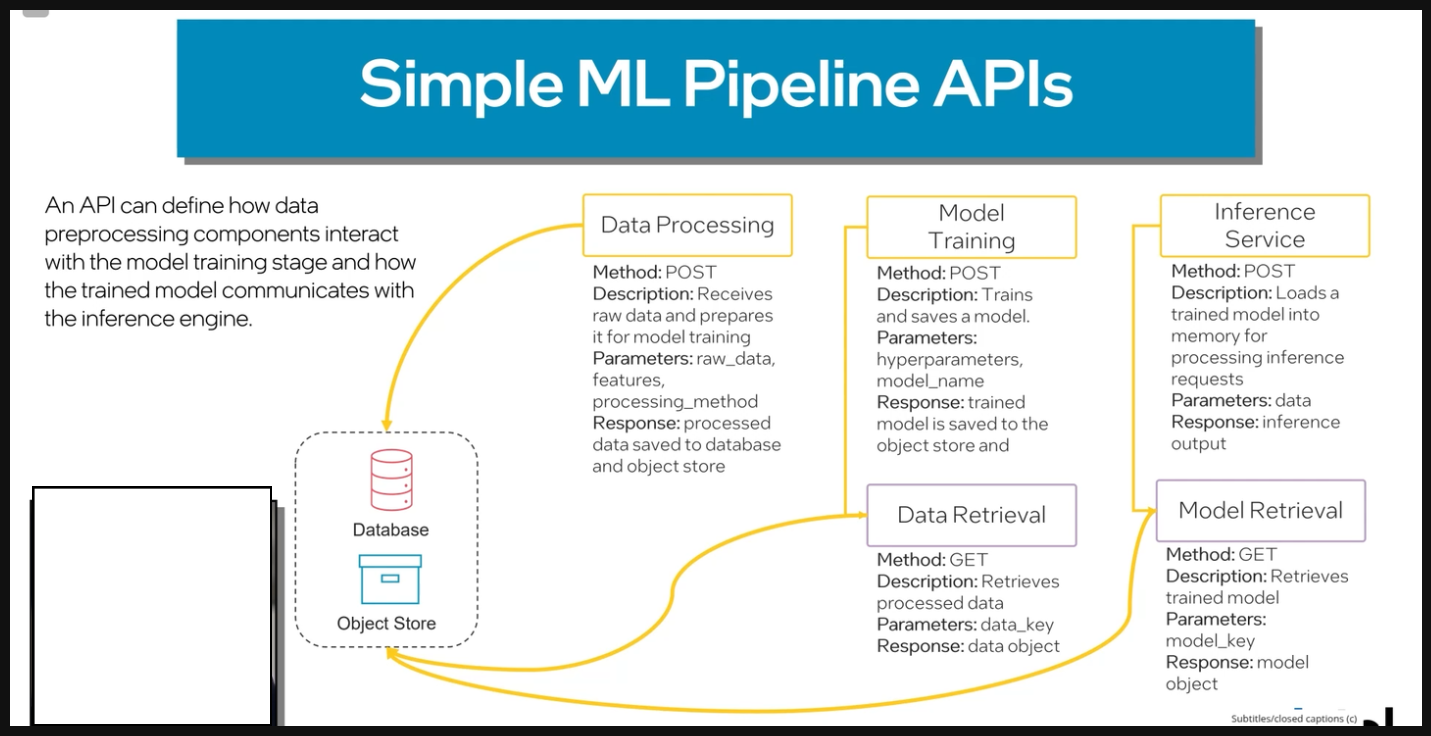 Simple ML Pipeline APIs
An API can define how data
preprocessing components interact
with the model training stage and how
the trained model communicates with
the inference engine.
Data Processing
Method: POST
Description: Receives
raw data and prepares
it for model training
Parameters: raw_data,
features,
processing_method
Response: processed
data saved to database
and object store
Model
Training
Method: POST
Description: Trains
and saves a model.
Parameters:
hyperparameters,
model_name
Response: trained
model is saved to the
object store and
Inference
Service
Method: POST
Description: Loads a
trained model into
memory for
processing inference
requests
Parameters: data
Response: inference
output
Database
Object Store
Data Retrieval
Method: GET
Description: Retrieves
processed data
Parameters: data_key
Response: data object
Model Retrieval
Method: GET
Description: Retrieves
trained model
Parameters:
model_key
Response: model
object
Subtitles/closed captions (c)